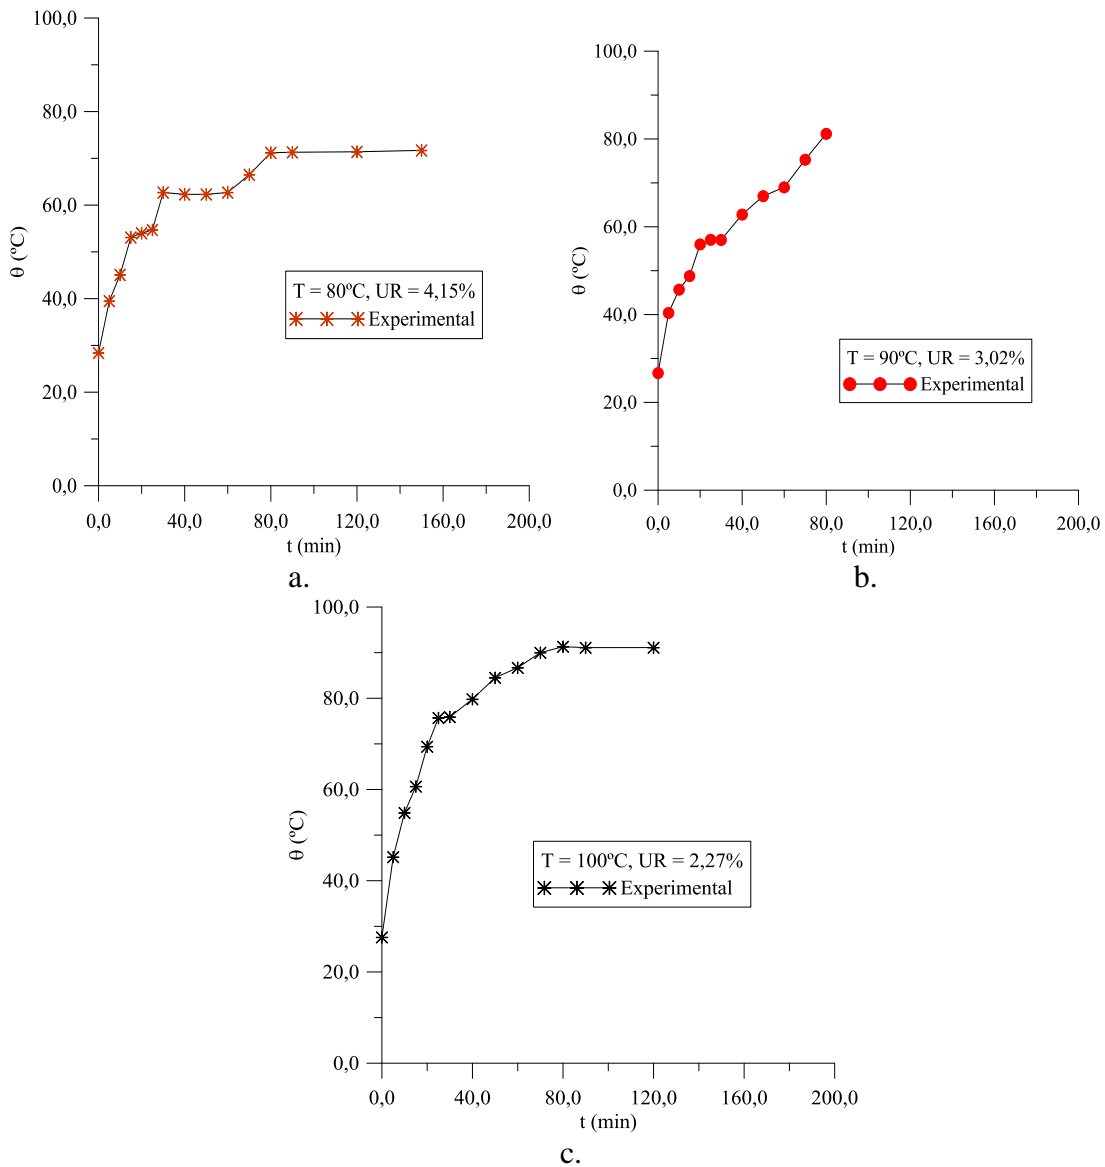 100,0
80,0
60,0
40,0
20,0
0,0
θ (ºC)
T = 80ºC, UR = 4,15%
Experimental
0,0 40,0 80,0 120,0 160,0 200,0
t (min)
a.
100,0
80,0
60,0
40,0
20,0
0,0
θ (ºC)
T = 90ºC, UR = 3,02%
Experimental
0,0 40,0 80,0 120,0 160,0 200,0
t (min)
b.
100,0
80,0
60,0
40,0
20,0
0,0
θ (ºC)
T = 100ºC, UR = 2,27%
Experimental
0,0 40,0 80,0 120,0 160,0 200,0
t (min)
c.